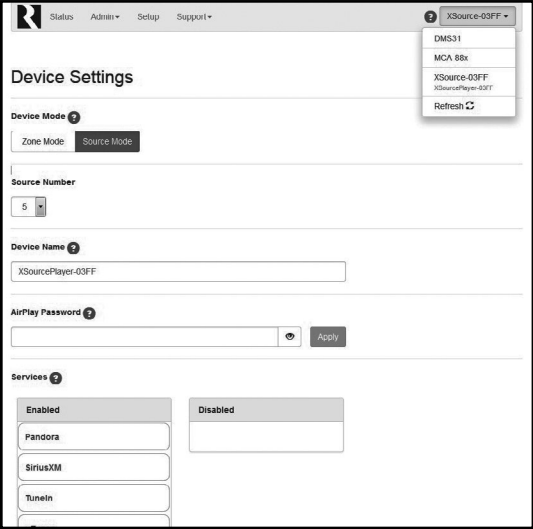 Status Admin Setup Support ? XSource-03FF
DMS31
MCA 88x
XSource-03FF
XSourcePlayer-03FF
Refresh
Device Settings
Device Mode ?
Zone Mode Source Mode
Source Number
5
Device Name ?
XSourcePlayer-03FF
AirPlay Password ?
Apply
Services ?
Enabled Disabled
Pandora
SiriusXM
TuneIn